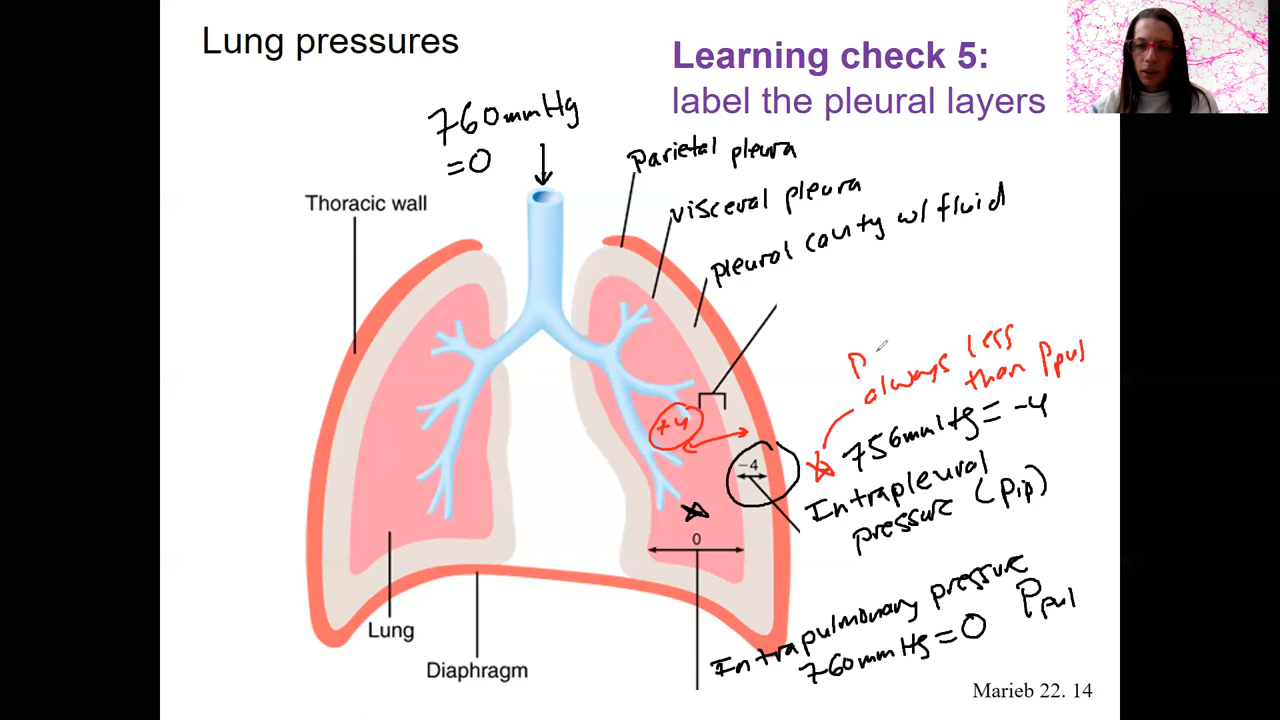 Lung pressures
Learning check 5:
label the pleural layers
760mmHg
=0
Parietal pleura
visceral pleura
pleural cavity w/ fluid
Thoracic wall
P
always less
than Ppul
+4
756mmHg = -4
−4
Intrapleural
pressure (Pip)
0
Intrapulmonary pressure
Ppul
760mmHg = 0
Lung
Diaphragm
Marieb 22. 14